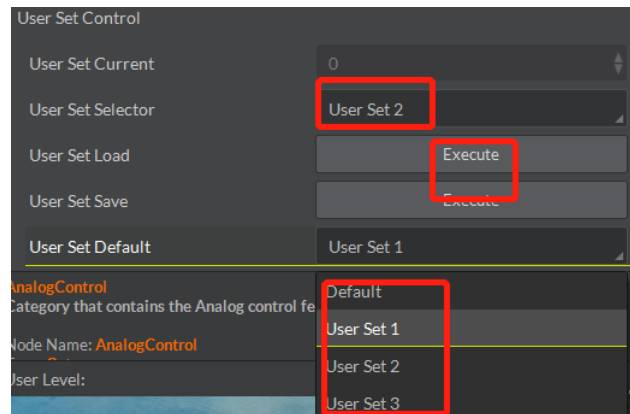 User Set Control
User Set Current 0
User Set Selector User Set 2
User Set Load Execute
User Set Save Execute
User Set Default User Set 1
AnalogControl
Category that contains the Analog control fe
Node Name: AnalogControl
User Level:
Default
User Set 1
User Set 2
User Set 3